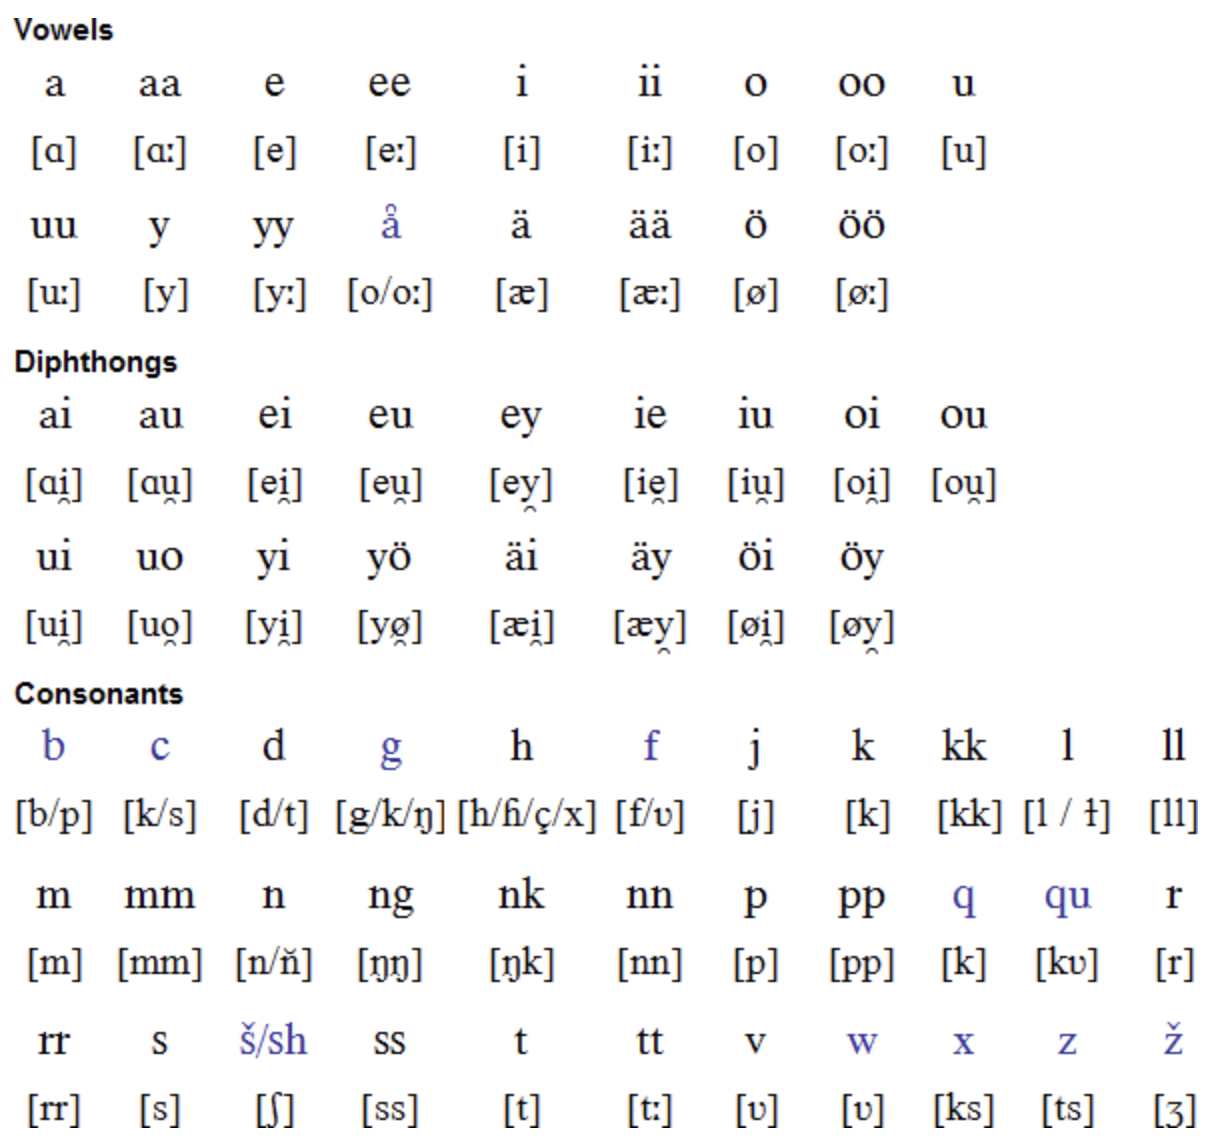 Vowels
a aa e ee i ii o oo u
[ɑ] [ɑː] [e] [eː] [i] [iː] [o] [oː] [u]
uu y yy å ä ää ö öö
[uː] [y] [yː] [o/oː] [æ] [æː] [ø] [øː]
Diphthongs
ai au ei eu ey ie iu oi ou
[ɑi̯] [ɑu̯] [ei̯] [eu̯] [ey̯] [ie̯] [iu̯] [oi̯] [ou̯]
ui uo yi yö äi äy öi öy
[ui̯] [uo̯] [yi̯] [yø̯] [æi̯] [æy̯] [øi̯] [øy̯]
Consonants
b c d g h f j k kk l ll
[b/p] [k/s] [d/t] [g/k/ŋ] [h/ɦ/ç/x] [f/ʋ] [j] [k] [kk] [l / ɫ] [ll]
m mm n ng nk nn p pp q qu r
[m] [mm] [n/n̆] [ŋŋ] [ŋk] [nn] [p] [pp] [k] [kʋ] [r]
rr s š/sh ss t tt v w x z ž
[rr] [s] [ʃ] [ss] [t] [tː] [ʋ] [ʋ] [ks] [ts] [ʒ]